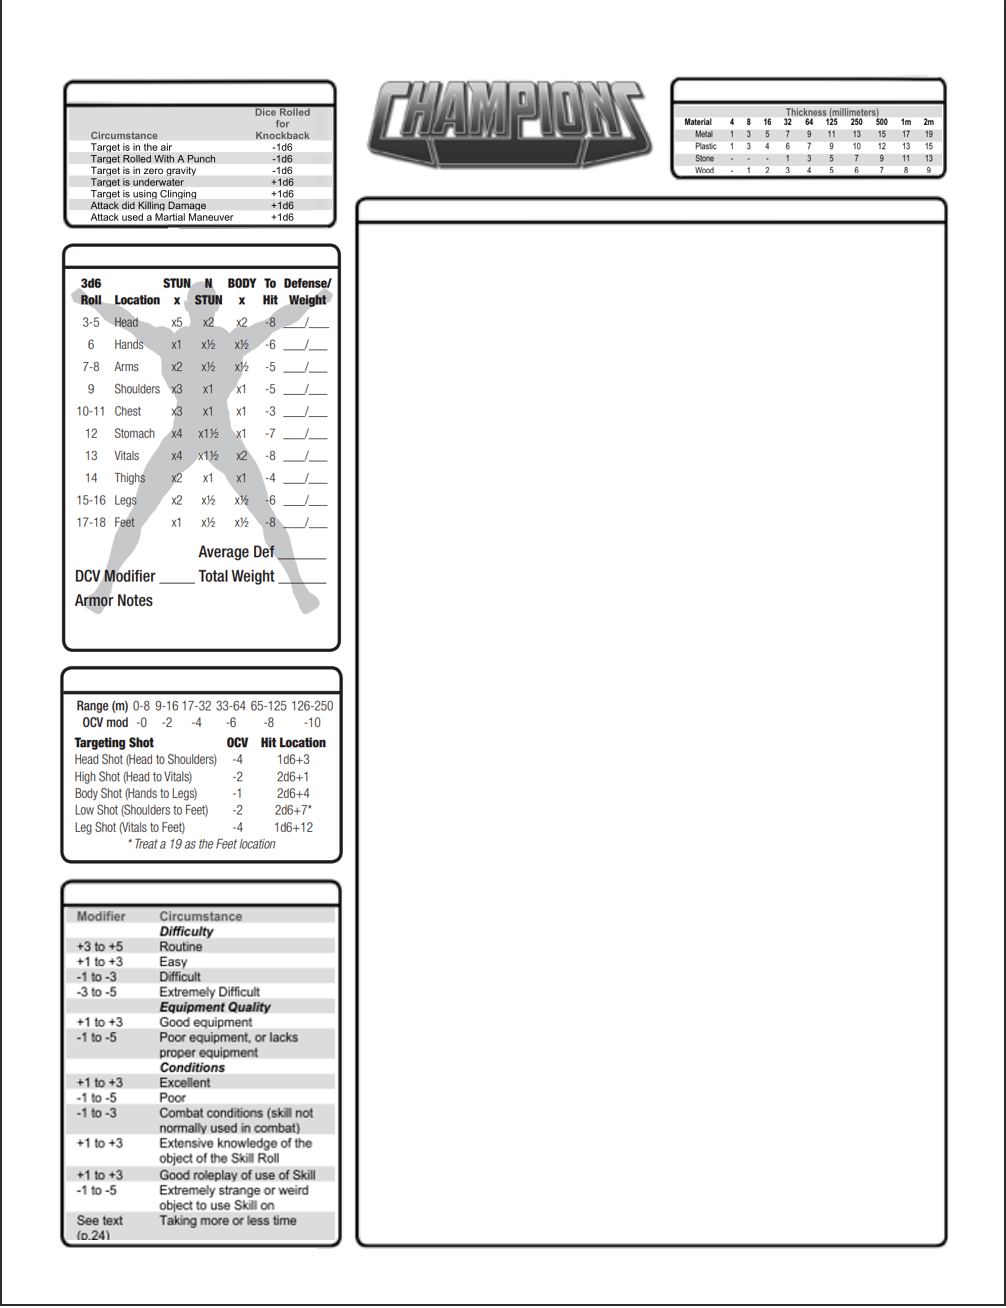 Dice Rolled
for
Circumstance Knockback
Target is in the air -1d6
Target Rolled With A Punch -1d6
Target is in zero gravity -1d6
Target is underwater +1d6
Target is using Clinging +1d6
Attack did Killing Damage +1d6
Attack used a Martial Maneuver +1d6
CHAMPIONS
Thickness (millimeters)
Material 4 8 16 32 64 125 250 500 1m 2m
Metal 1 3 5 7 9 11 13 15 17 19
Plastic 1 3 4 6 7 9 10 12 13 15
Stone - - - 1 3 5 7 9 11 13
Wood - 1 2 3 4 5 6 7 8 9
3d6 STUN N BODY To Defense/
Roll Location x STUN x Hit Weight
3-5 Head x5 x2 x2 -8 ___/___
6 Hands x1 x½ x½ -6 ___/___
7-8 Arms x2 x½ x½ -5 ___/___
9 Shoulders x3 x1 x1 -5 ___/___
10-11 Chest x3 x1 x1 -3 ___/___
12 Stomach x4 x1½ x1 -7 ___/___
13 Vitals x4 x1½ x2 -8 ___/___
14 Thighs x2 x1 x1 -4 ___/___
15-16 Legs x2 x½ x½ -6 ___/___
17-18 Feet x1 x½ x½ -8 ___/___
Average Def ______
DCV Modifier _____ Total Weight ______
Armor Notes
Range (m) 0-8 9-16 17-32 33-64 65-125 126-250
OCV mod -0 -2 -4 -6 -8 -10
Targeting Shot OCV Hit Location
Head Shot (Head to Shoulders) -4 1d6+3
High Shot (Head to Vitals) -2 2d6+1
Body Shot (Hands to Legs) -1 2d6+4
Low Shot (Shoulders to Feet) -2 2d6+7*
Leg Shot (Vitals to Feet) -4 1d6+12
* Treat a 19 as the Feet location
Modifier Circumstance
Difficulty
+3 to +5 Routine
+1 to +3 Easy
-1 to -3 Difficult
-3 to -5 Extremely Difficult
Equipment Quality
+1 to +3 Good equipment
-1 to -5 Poor equipment, or lacks
proper equipment
Conditions
+1 to +3 Excellent
-1 to -5 Poor
-1 to -3 Combat conditions (skill not
normally used in combat)
+1 to +3 Extensive knowledge of the
object of the Skill Roll
+1 to +3 Good roleplay of use of Skill
-1 to -5 Extremely strange or weird
object to use Skill on
See text Taking more or less time
(p.24)